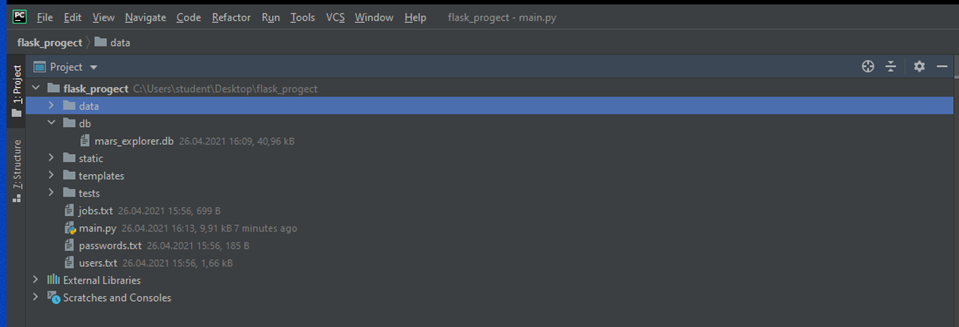 PC File Edit View Navigate Code Refactor Run Tools VCS Window Help flask_progect - main.py
flask_progect data
1: Project
Project
flask_progect C:\Users\student\Desktop\flask_progect
data
db
mars_explorer.db 26.04.2021 16:09, 40,96 kB
7: Structure
static
templates
tests
jobs.txt 26.04.2021 15:56, 699 B
main.py 26.04.2021 16:13, 9,91 kB 7 minutes ago
passwords.txt 26.04.2021 15:56, 185 B
users.txt 26.04.2021 15:56, 1,66 kB
External Libraries
Scratches and Consoles